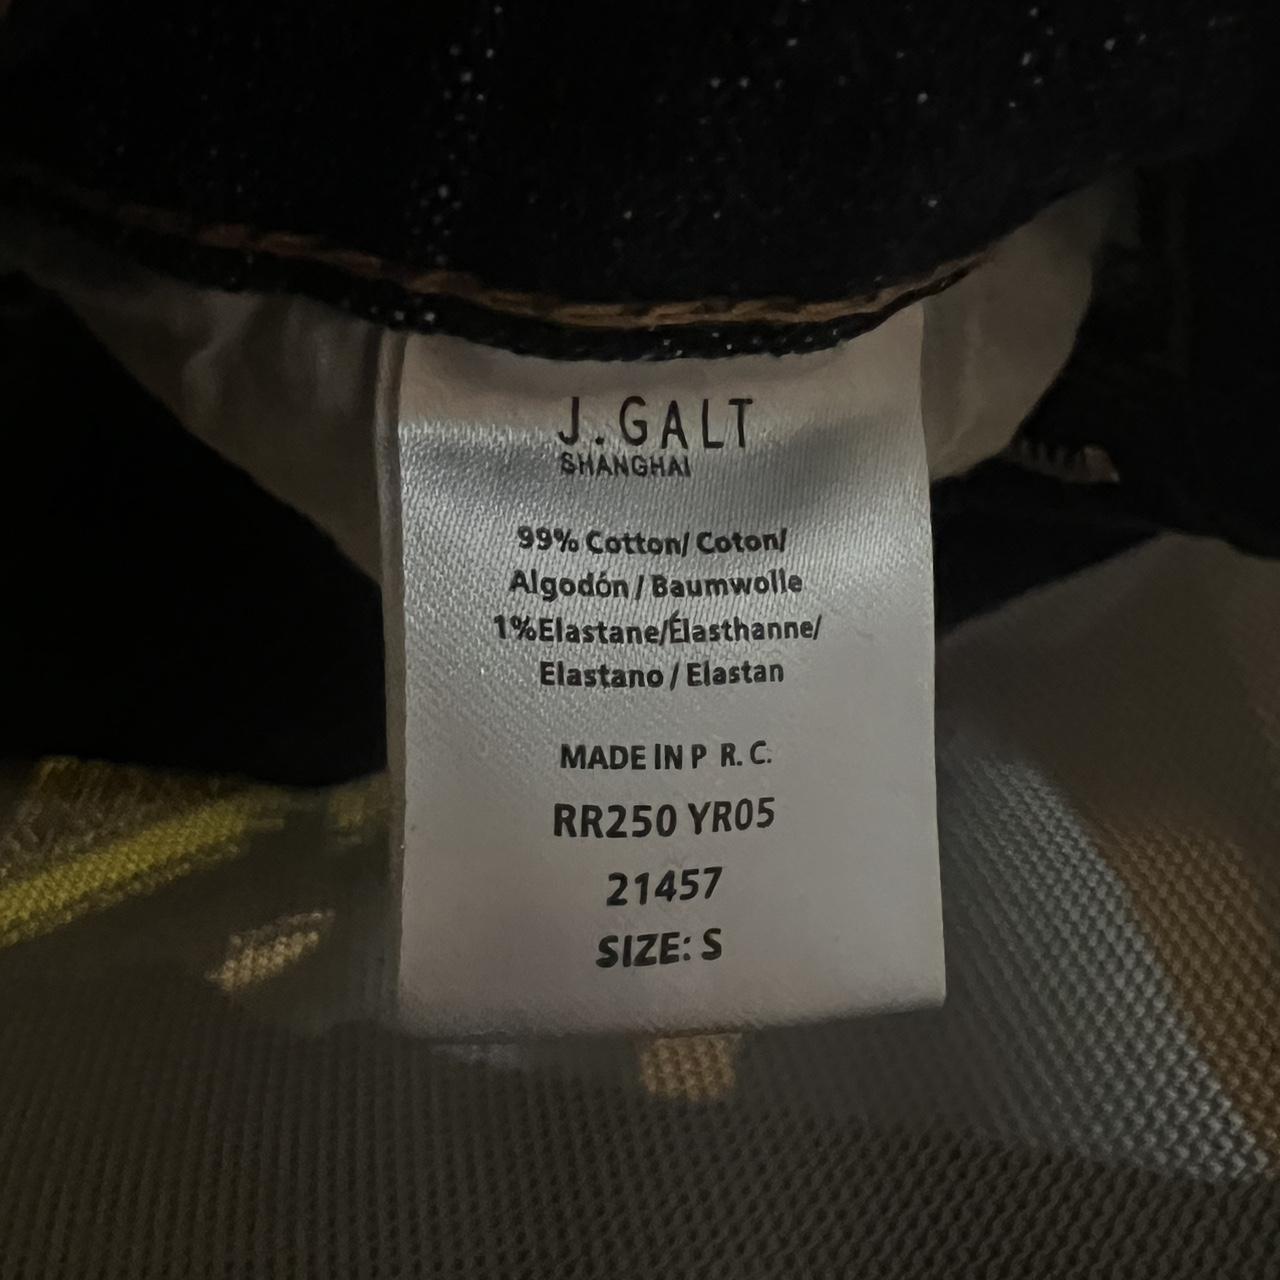 J. GALT
SHANGHAI
99% Cotton/ Coton/
Algodón / Baumwolle
1%Elastane/Élasthanne/
Elastano / Elastan
MADE IN P R. C.
RR250 YR05
21457
SIZE: S